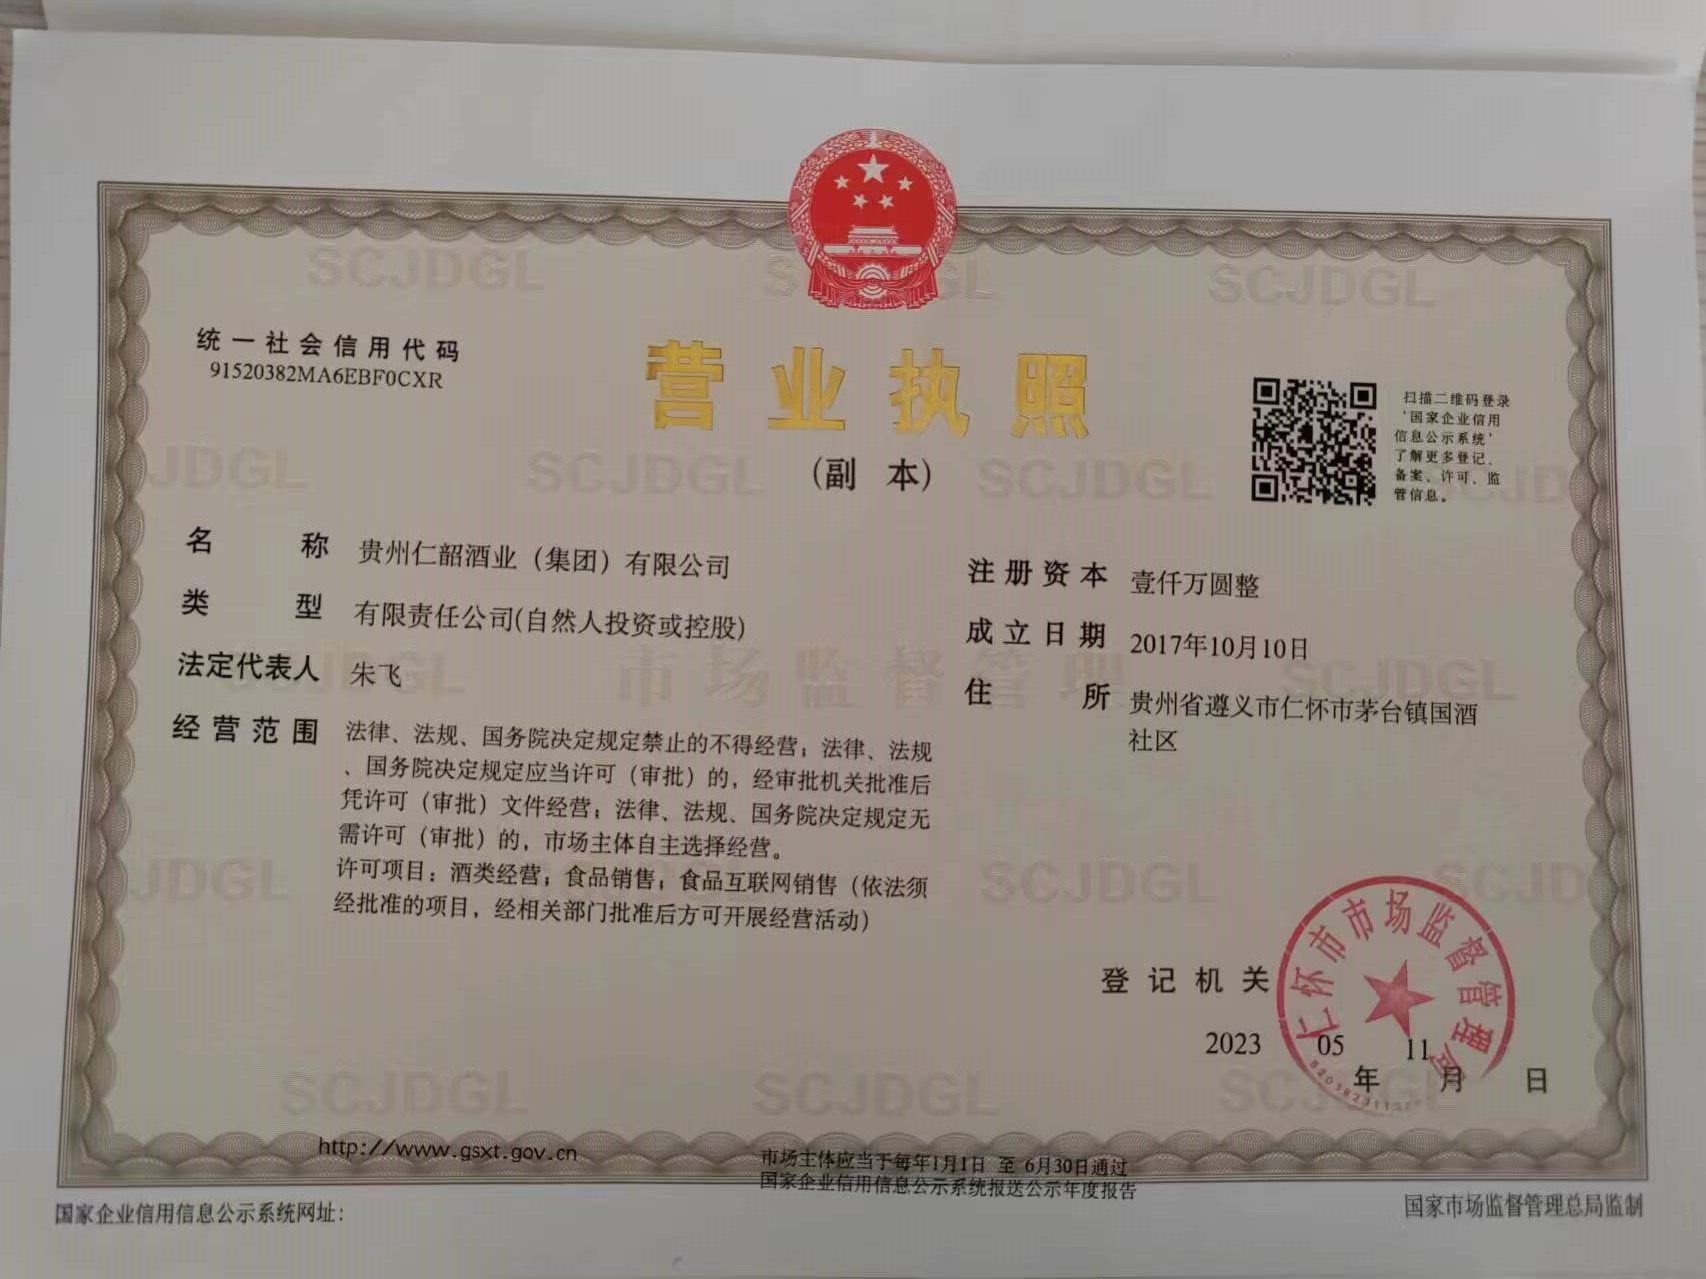 统一社会信用代码
91520382MA6EBF0CXR
营业执照
(副 本)
扫描二维码登录
‘国家企业信用
信息公示系统’
了解更多登记、
备案、许可、监
管信息。
名 称 贵州仁韶酒业（集团）有限公司
类 型 有限责任公司(自然人投资或控股)
法定代表人 朱飞
经营范围 法律、法规、国务院决定规定禁止的不得经营；法律、法规
、国务院决定规定应当许可（审批）的，经审批机关批准后
凭许可（审批）文件经营；法律、法规、国务院决定规定无
需许可（审批）的，市场主体自主选择经营。
许可项目：酒类经营；食品销售；食品互联网销售（依法须
经批准的项目，经相关部门批准后方可开展经营活动）
注册资本 壹仟万圆整
成立日期 2017年10月10日
住 所 贵州省遵义市仁怀市茅台镇国酒
社区
登记机关
仁怀市市场监督管理局
2023 年 05 月 11 日
http://www.gsxt.gov.cn
市场主体应当于每年1月1日 至 6月30日通过
国家企业信用信息公示系统报送公示年度报告
国家企业信用信息公示系统网址：
国家市场监督管理总局监制
SCJDGL
市场监督管理